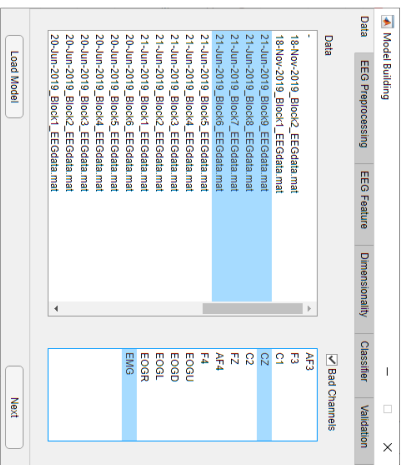 Model Building
Data EEG Preprocessing EEG Feature Dimensionality Classifier Validation
Data
Bad Channels
-
18-Nov-2019_Block2_EEGdata.mat
18-Nov-2019_Block1_EEGdata.mat
21-Jun-2019_Block9_EEGdata.mat
21-Jun-2019_Block8_EEGdata.mat
21-Jun-2019_Block7_EEGdata.mat
21-Jun-2019_Block6_EEGdata.mat
21-Jun-2019_Block5_EEGdata.mat
21-Jun-2019_Block4_EEGdata.mat
21-Jun-2019_Block3_EEGdata.mat
21-Jun-2019_Block2_EEGdata.mat
21-Jun-2019_Block1_EEGdata.mat
20-Jun-2019_Block6_EEGdata.mat
20-Jun-2019_Block5_EEGdata.mat
20-Jun-2019_Block4_EEGdata.mat
20-Jun-2019_Block3_EEGdata.mat
20-Jun-2019_Block2_EEGdata.mat
20-Jun-2019_Block1_EEGdata.mat
AF3
F3
C1
CZ
C2
FZ
AF4
F4
EOGU
EOGD
EOGL
EOGR
EMG
Load Model
Next